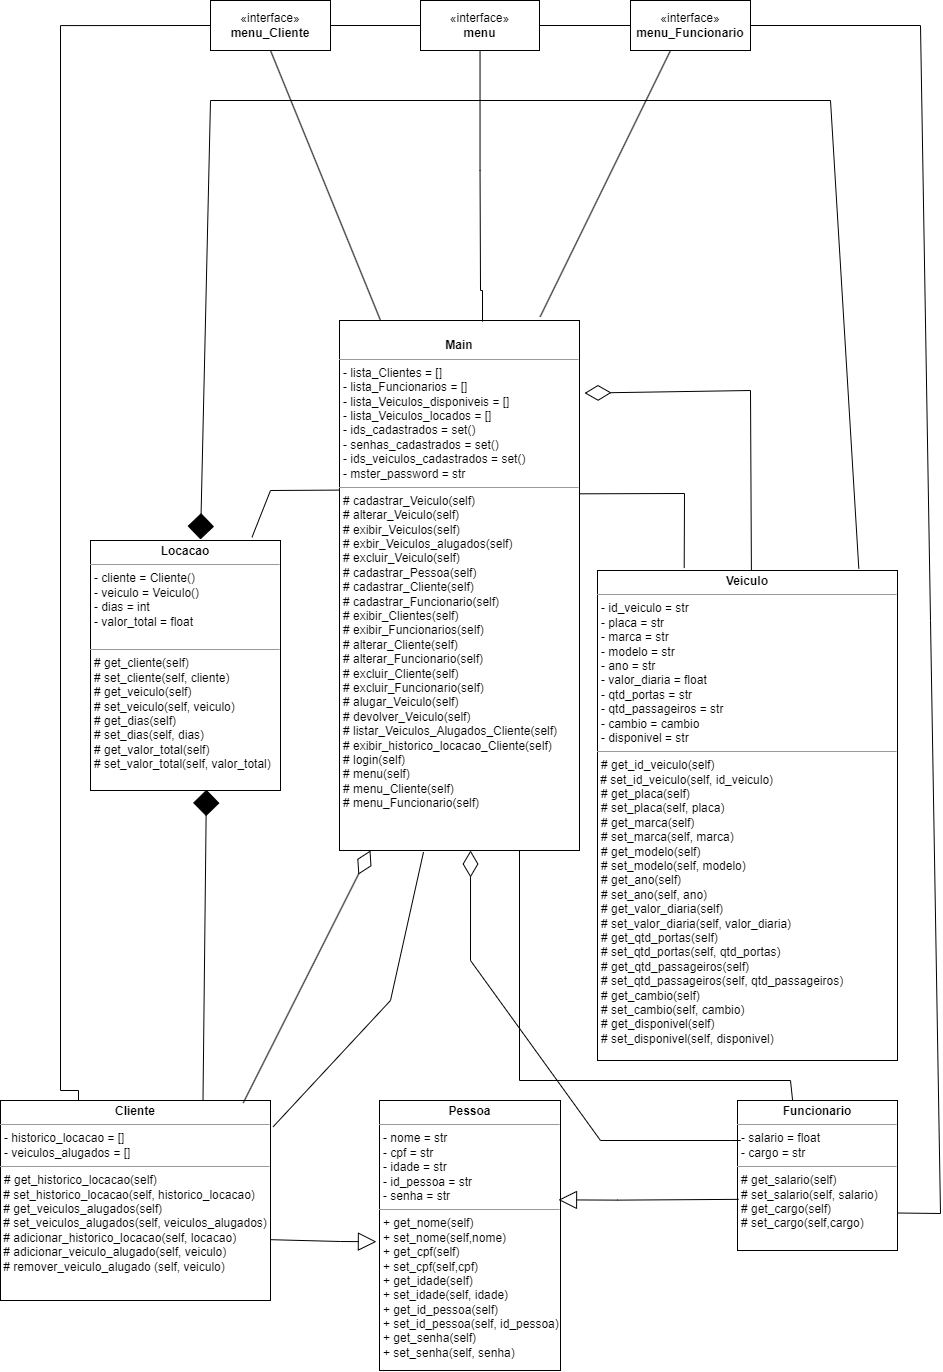 «interface»
menu_Cliente
«interface»
menu
«interface»
menu_Funcionario
Main
- lista_Clientes = []
- lista_Funcionarios = []
- lista_Veiculos_disponiveis = []
- lista_Veiculos_locados = []
- ids_cadastrados = set()
- senhas_cadastrados = set()
- ids_veiculos_cadastrados = set()
- mster_password = str
# cadastrar_Veiculo(self)
# alterar_Veiculo(self)
# exibir_Veiculos(self)
# exbir_Veiculos_alugados(self)
# excluir_Veiculo(self)
# cadastrar_Pessoa(self)
# cadastrar_Cliente(self)
# cadastrar_Funcionario(self)
# exibir_Clientes(self)
# exibir_Funcionarios(self)
# alterar_Cliente(self)
# alterar_Funcionario(self)
# excluir_Cliente(self)
# excluir_Funcionario(self)
# alugar_Veiculo(self)
# devolver_Veiculo(self)
# listar_Veiculos_Alugados_Cliente(self)
# exibir_historico_locacao_Cliente(self)
# login(self)
# menu(self)
# menu_Cliente(self)
# menu_Funcionario(self)
Locacao
- cliente = Cliente()
- veiculo = Veiculo()
- dias = int
- valor_total = float
# get_cliente(self)
# set_cliente(self, cliente)
# get_veiculo(self)
# set_veiculo(self, veiculo)
# get_dias(self)
# set_dias(self, dias)
# get_valor_total(self)
# set_valor_total(self, valor_total)
Veiculo
- id_veiculo = str
- placa = str
- marca = str
- modelo = str
- ano = str
- valor_diaria = float
- qtd_portas = str
- qtd_passageiros = str
- cambio = cambio
- disponivel = str
# get_id_veiculo(self)
# set_id_veiculo(self, id_veiculo)
# get_placa(self)
# set_placa(self, placa)
# get_marca(self)
# set_marca(self, marca)
# get_modelo(self)
# set_modelo(self, modelo)
# get_ano(self)
# set_ano(self, ano)
# get_valor_diaria(self)
# set_valor_diaria(self, valor_diaria)
# get_qtd_portas(self)
# set_qtd_portas(self, qtd_portas)
# get_qtd_passageiros(self)
# set_qtd_passageiros(self, qtd_passageiros)
# get_cambio(self)
# set_cambio(self, cambio)
# get_disponivel(self)
# set_disponivel(self, disponivel)
Cliente
- historico_locacao = []
- veiculos_alugados = []
# get_historico_locacao(self)
# set_historico_locacao(self, historico_locacao)
# get_veiculos_alugados(self)
# set_veiculos_alugados(self, veiculos_alugados)
# adicionar_historico_locacao(self, locacao)
# adicionar_veiculo_alugado(self, veiculo)
# remover_veiculo_alugado (self, veiculo)
Pessoa
- nome = str
- cpf = str
- idade = str
- id_pessoa = str
- senha = str
+ get_nome(self)
+ set_nome(self,nome)
+ get_cpf(self)
+ set_cpf(self,cpf)
+ get_idade(self)
+ set_idade(self, idade)
+ get_id_pessoa(self)
+ set_id_pessoa(self, id_pessoa)
+ get_senha(self)
+ set_senha(self, senha)
Funcionario
- salario = float
- cargo = str
# get_salario(self)
# set_salario(self, salario)
# get_cargo(self)
# set_cargo(self,cargo)